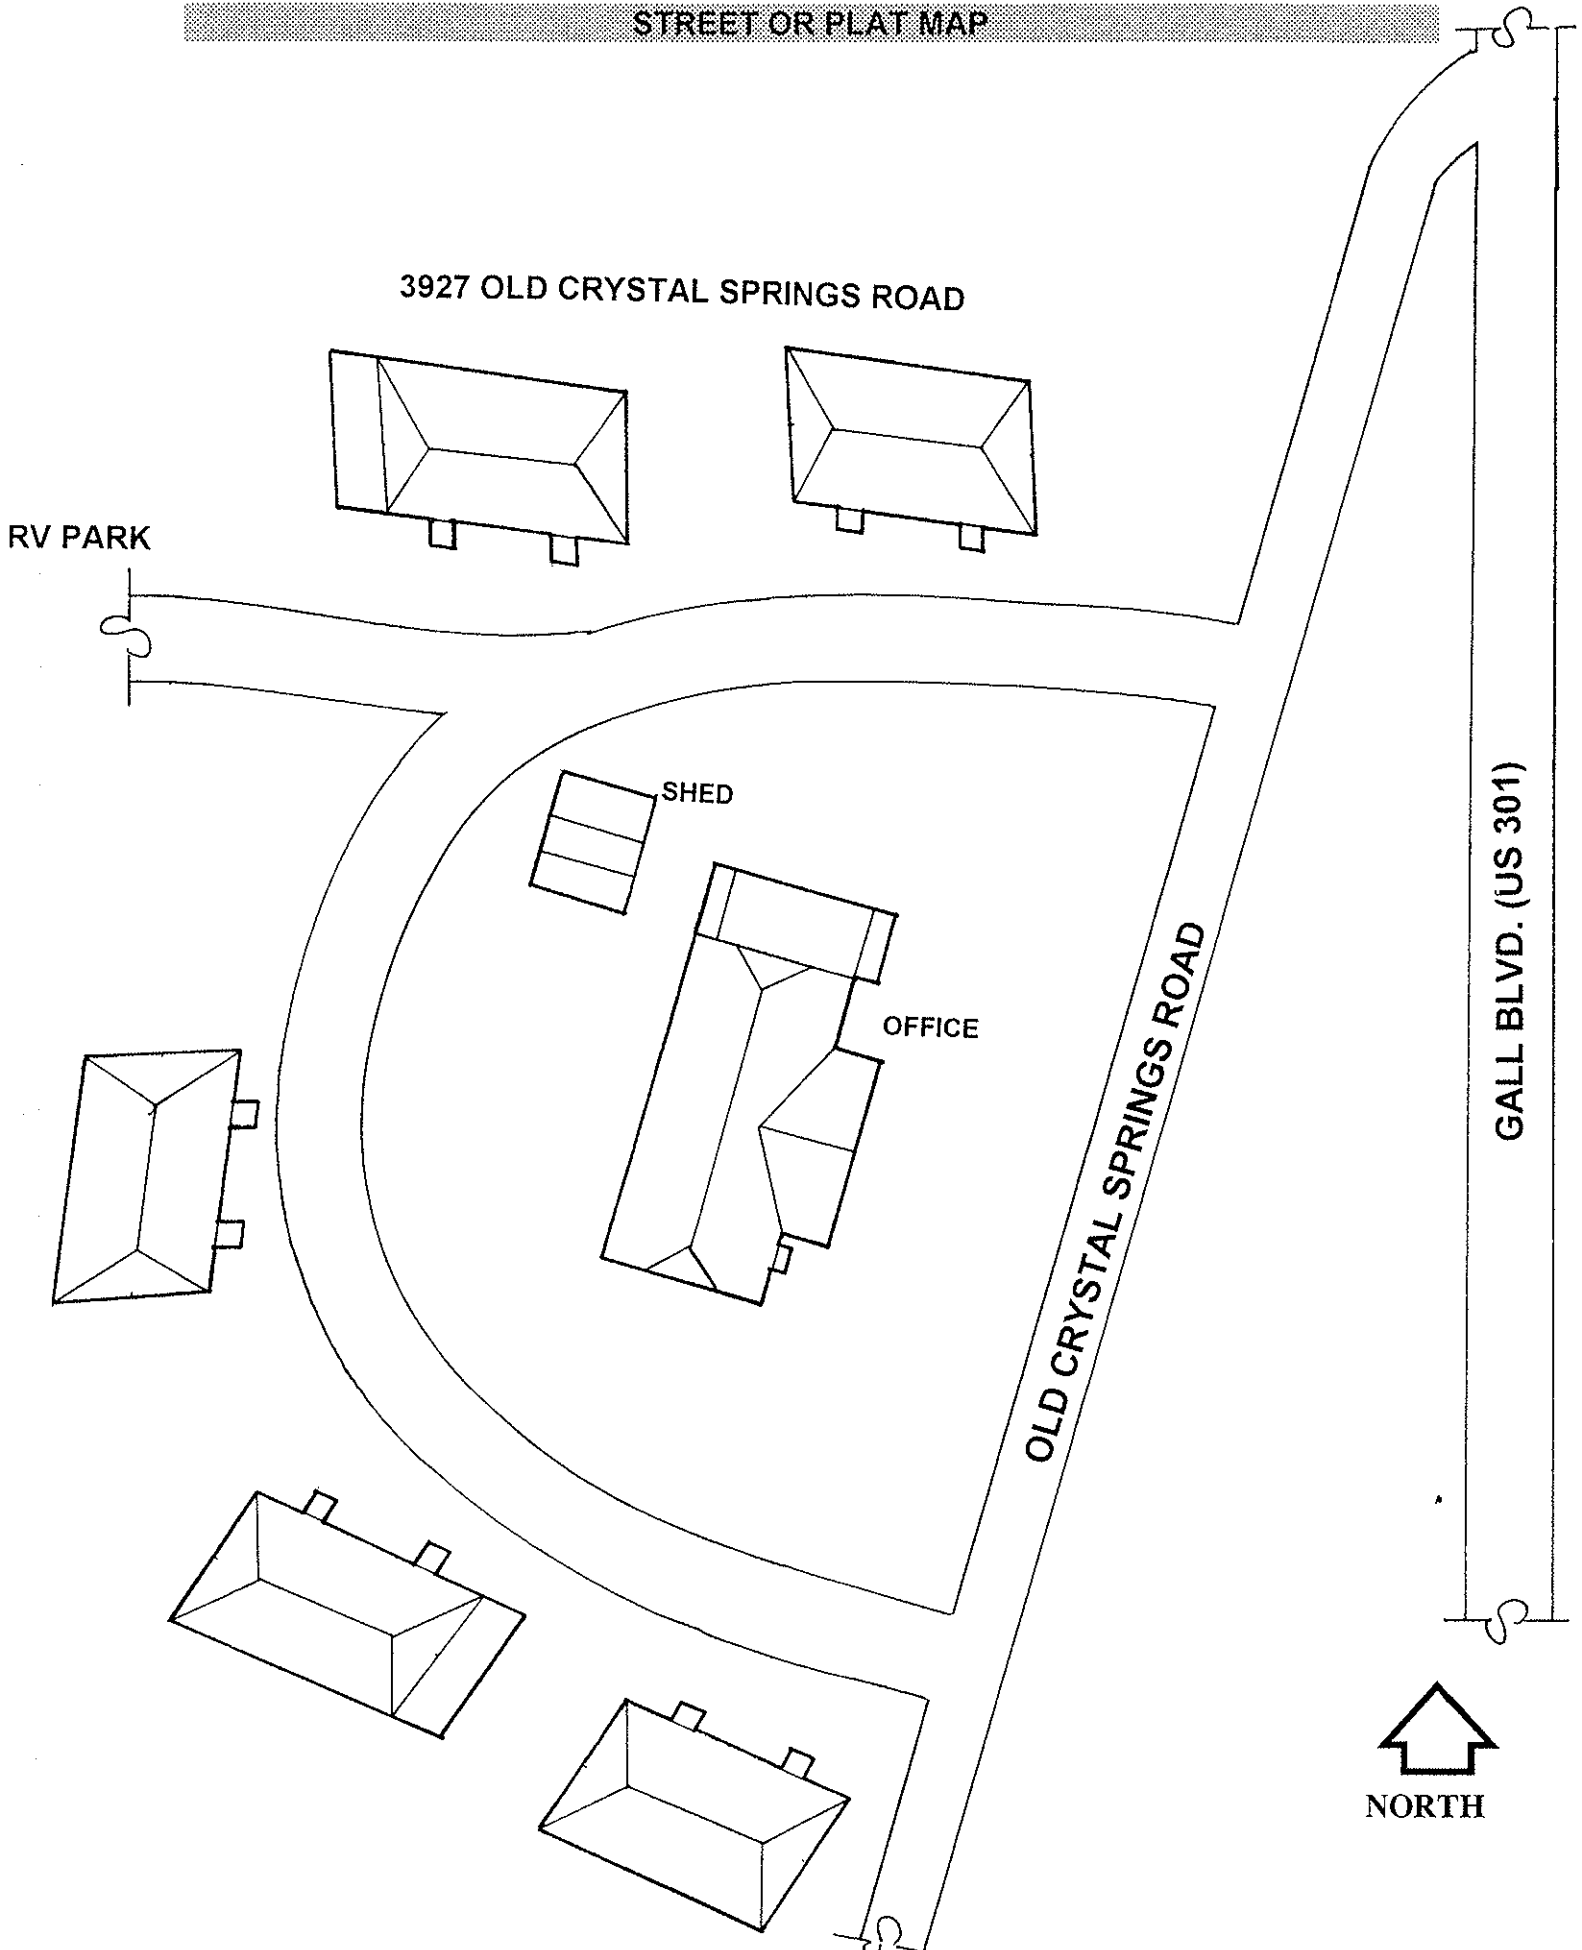 STREET OR PLAT MAP
3927 OLD CRYSTAL SPRINGS ROAD
RV PARK
SHED
OFFICE
OLD CRYSTAL SPRINGS ROAD
GALL BLVD. (US 301)
NORTH